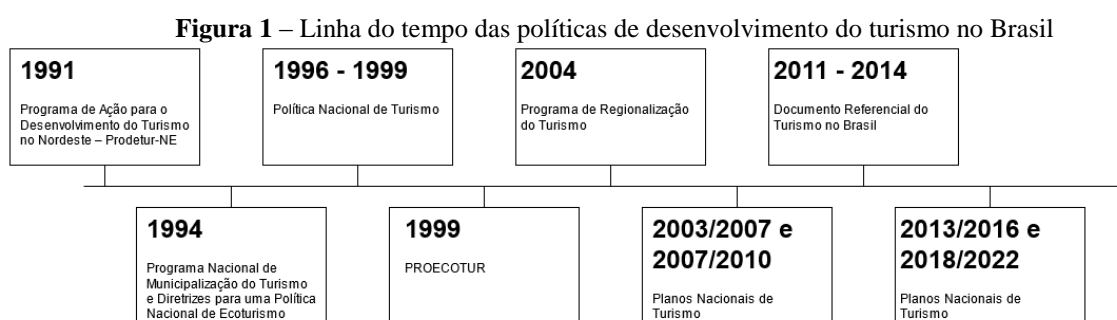 Figura 1 – Linha do tempo das políticas de desenvolvimento do turismo no Brasil
1991
Programa de Ação para o
Desenvolvimento do Turismo
no Nordeste – Prodetur-NE
1996 - 1999
Política Nacional de Turismo
2004
Programa de Regionalização
do Turismo
2011 - 2014
Documento Referencial do
Turismo no Brasil
1994
Programa Nacional de
Municipalização do Turismo
e Diretrizes para uma Política
Nacional de Ecoturismo
1999
PROECOTUR
2003/2007 e
2007/2010
Planos Nacionais de
Turismo
2013/2016 e
2018/2022
Planos Nacionais de
Turismo